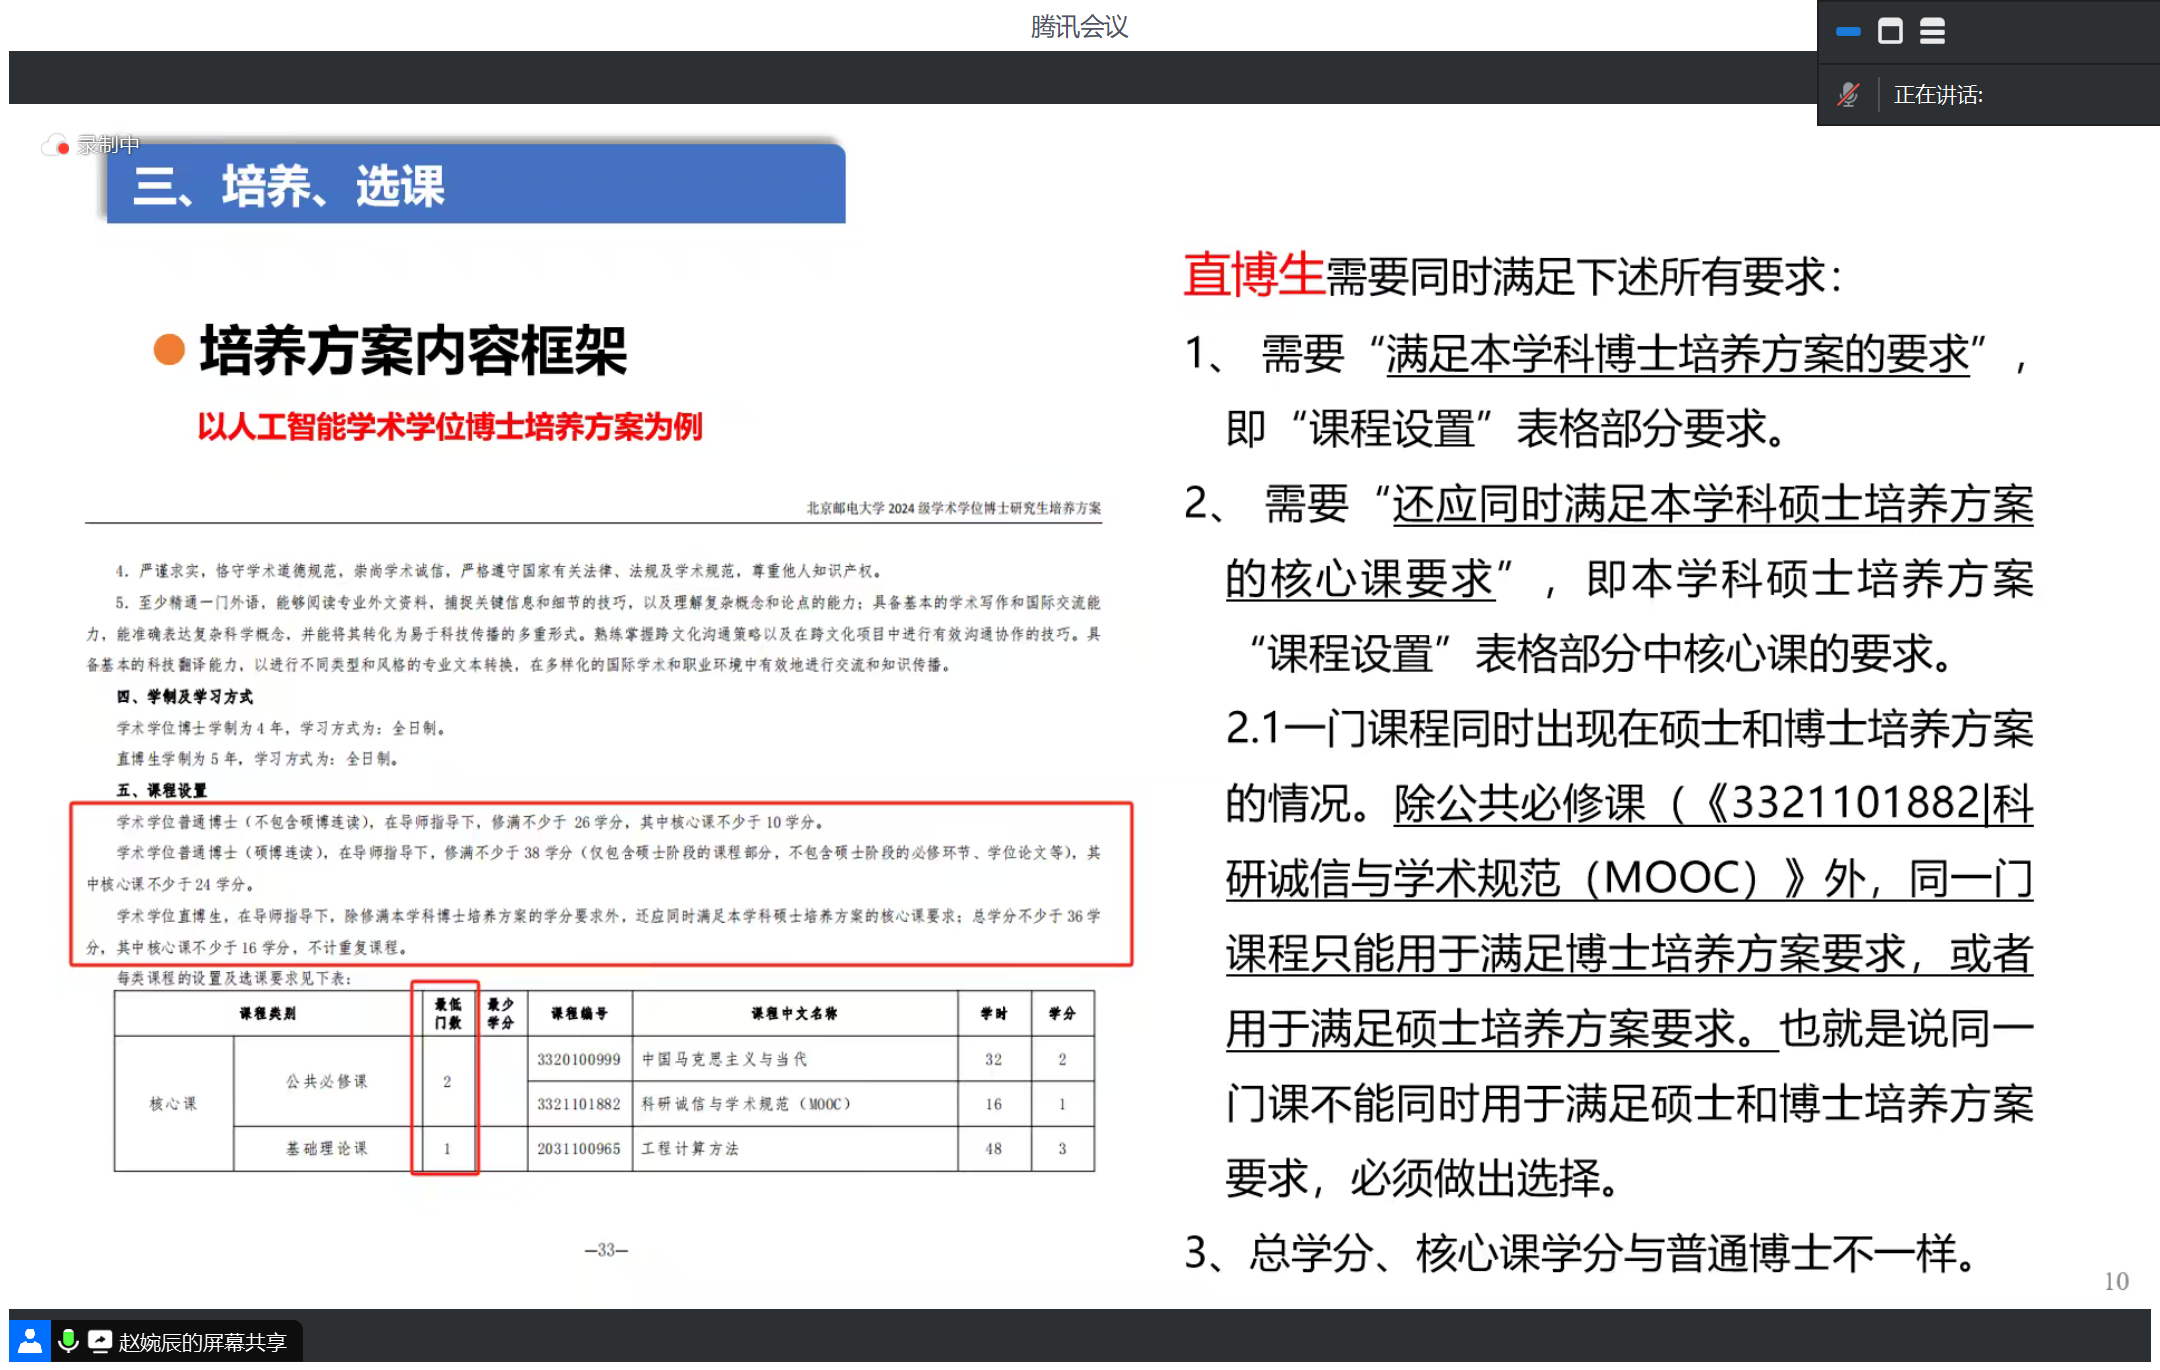 腾讯会议
正在讲话:
录制中
三、培养、选课
培养方案内容框架
以人工智能学术学位博士培养方案为例
北京邮电大学 2024 级学术学位博士研究生培养方案
4. 严谨求实，恪守学术道德规范，崇尚学术诚信，严格遵守国家有关法律、法规及学术规范，尊重他人知识产权。
5. 至少精通一门外语，能够阅读专业外文资料，捕捉关键信息和细节的技巧，以及理解复杂概念和论点的能力；具备基本的学术写作和国际交流能
力，能准确表达复杂科学概念，并能将其转化为易于科技传播的多重形式。熟练掌握跨文化沟通策略以及在跨文化项目中进行有效沟通协作的技巧。具
备基本的科技翻译能力，以进行不同类型和风格的专业文本转换，在多样化的国际学术和职业环境中有效地进行交流和知识传播。
四、学制及学习方式
学术学位博士学制为 4 年，学习方式为：全日制。
直博生学制为 5 年，学习方式为：全日制。
五、课程设置
学术学位普通博士（不包含硕博连读），在导师指导下，修满不少于 26 学分，其中核心课不少于 10 学分。
学术学位普通博士（硕博连读），在导师指导下，修满不少于 38 学分（仅包含硕士阶段的课程部分，不包含硕士阶段的必修环节、学位论文等），其
中核心课不少于 24 学分。
学术学位直博生，在导师指导下，除修满本学科博士培养方案的学分要求外，还应同时满足本学科硕士培养方案的核心课要求；总学分不少于 36 学
分，其中核心课不少于 16 学分，不计重复课程。
每类课程的设置及选课要求见下表：
课程类别 最低门数 最少学分 课程编号 课程中文名称 学时 学分
核心课 公共必修课 2 3320100999 中国马克思主义与当代 32 2
3321101882 科研诚信与学术规范（MOOC） 16 1
基础理论课 1 2031100965 工程计算方法 48 3
—33—
直博生需要同时满足下述所有要求：
1、 需要“满足本学科博士培养方案的要求”，
即“课程设置”表格部分要求。
2、 需要“还应同时满足本学科硕士培养方案
的核心课要求”，即本学科硕士培养方案
“课程设置”表格部分中核心课的要求。
2.1一门课程同时出现在硕士和博士培养方案
的情况。除公共必修课（《3321101882|科
研诚信与学术规范（MOOC）》外，同一门
课程只能用于满足博士培养方案要求，或者
用于满足硕士培养方案要求。也就是说同一
门课不能同时用于满足硕士和博士培养方案
要求，必须做出选择。
3、总学分、核心课学分与普通博士不一样。
10
赵婉辰的屏幕共享